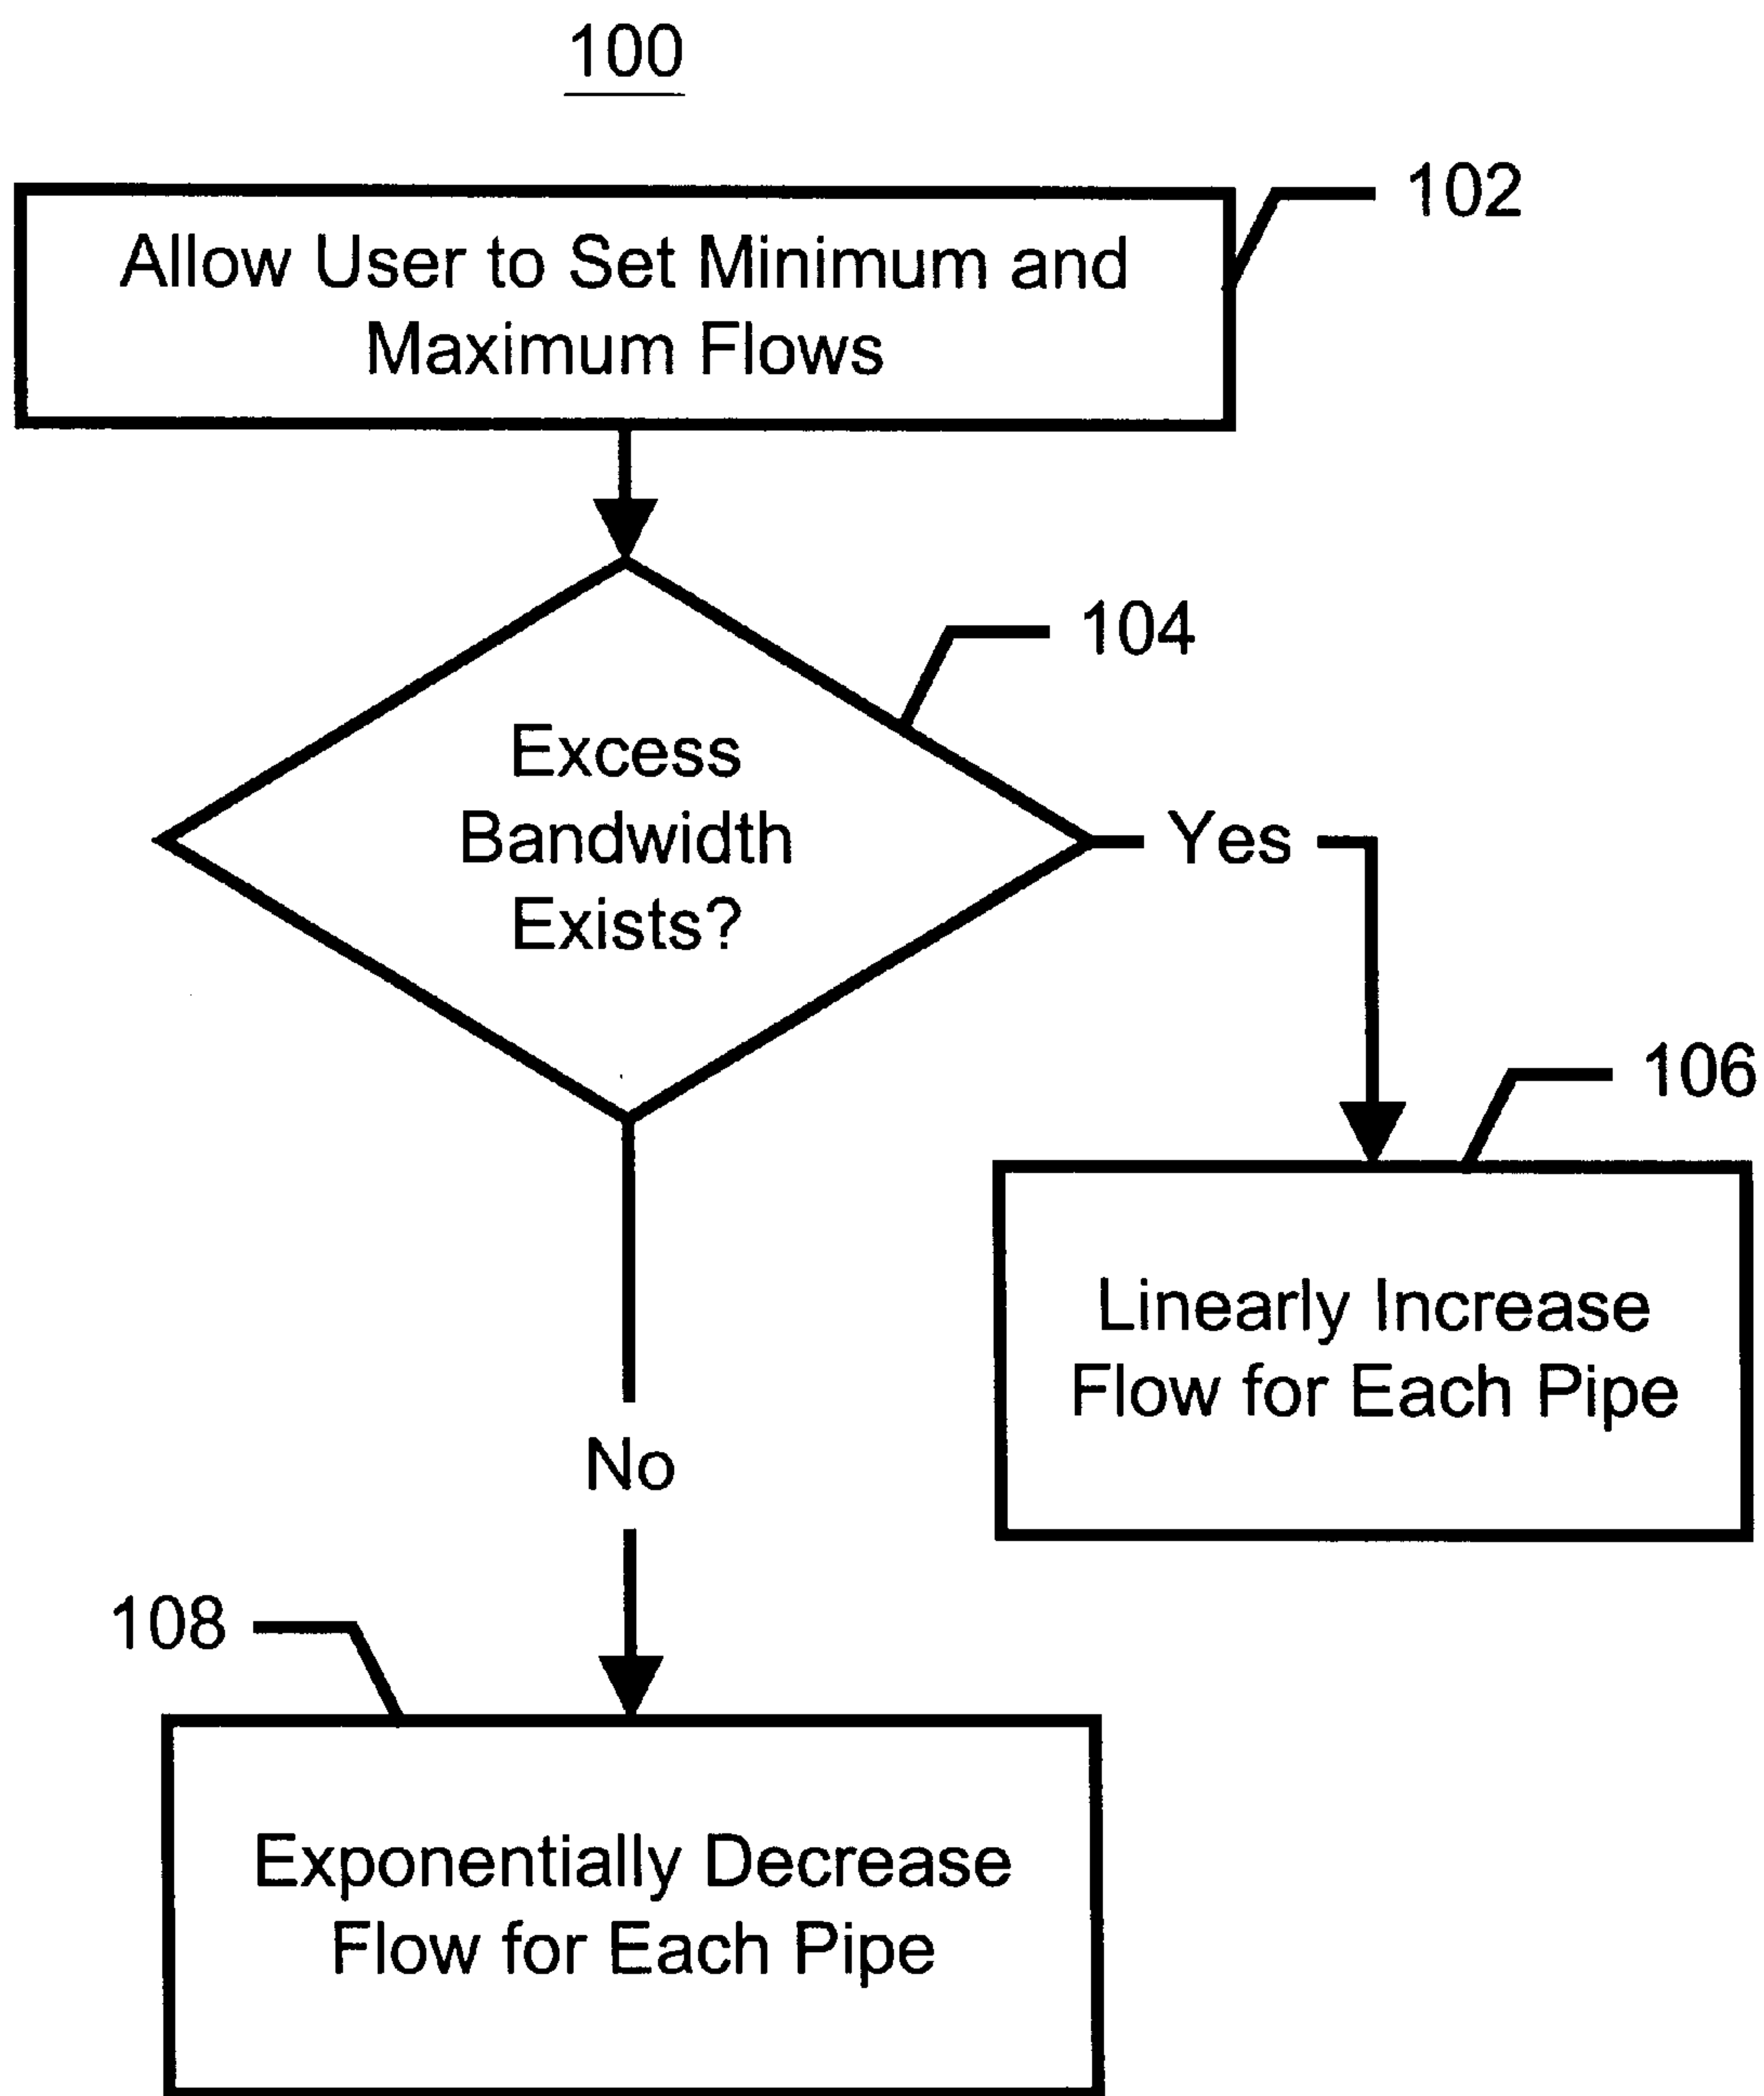 100
102
Allow User to Set Minimum and
Maximum Flows
104
Excess
Bandwidth
Exists?
Yes
106
Linearly Increase
Flow for Each Pipe
No
108
Exponentially Decrease
Flow for Each Pipe